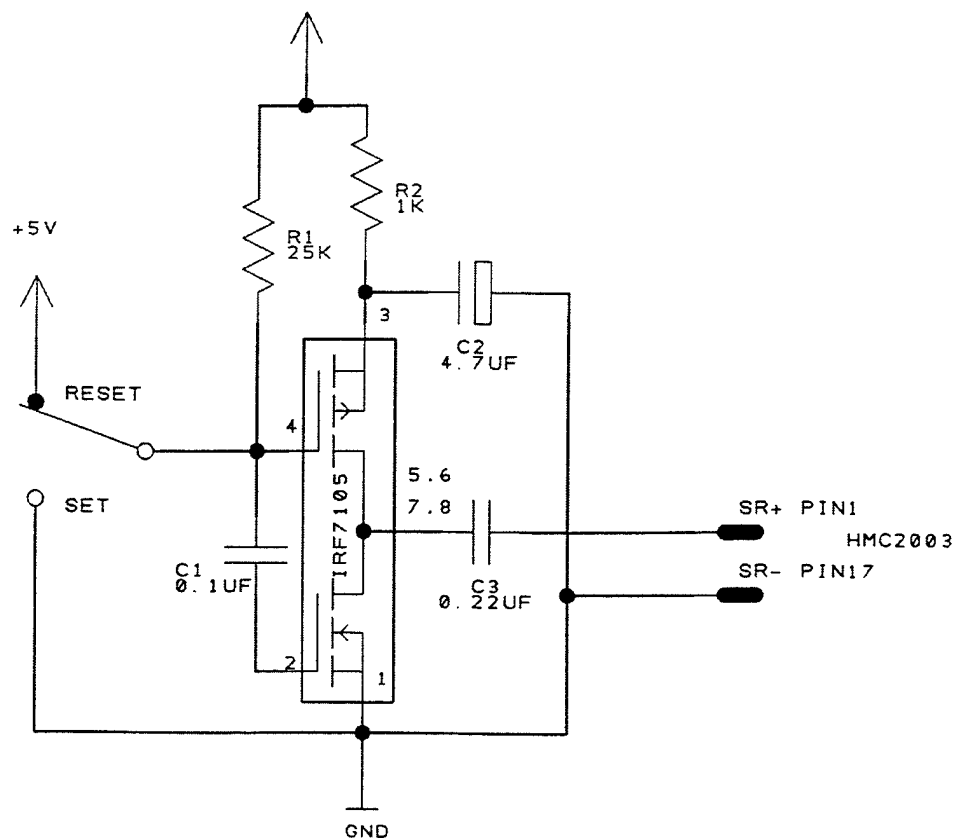 +5V
R2
1K
R1
25K
3
C2
4.7UF
RESET
4
SET
5.6
7.8
IRF7105
SR+ PIN1
HMC2003
SR- PIN17
C1
0.1UF
C3
0.22UF
2
1
GND